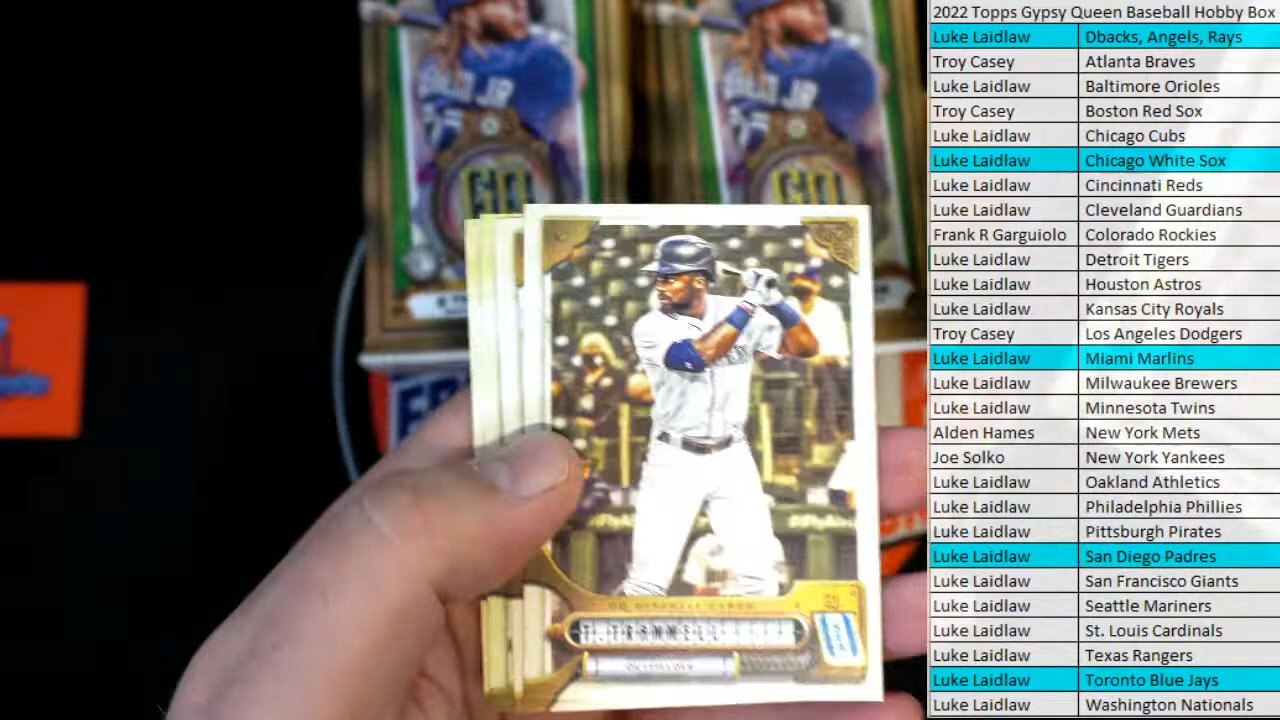 2022 Topps Gypsy Queen Baseball Hobby Box
Luke Laidlaw Dbacks, Angels, Rays
Troy Casey Atlanta Braves
Luke Laidlaw Baltimore Orioles
Troy Casey Boston Red Sox
Luke Laidlaw Chicago Cubs
Luke Laidlaw Chicago White Sox
Luke Laidlaw Cincinnati Reds
Luke Laidlaw Cleveland Guardians
Frank R Garguiolo Colorado Rockies
Luke Laidlaw Detroit Tigers
Luke Laidlaw Houston Astros
Luke Laidlaw Kansas City Royals
Troy Casey Los Angeles Dodgers
Luke Laidlaw Miami Marlins
Luke Laidlaw Milwaukee Brewers
Luke Laidlaw Minnesota Twins
Alden Hames New York Mets
Joe Solko New York Yankees
Luke Laidlaw Oakland Athletics
Luke Laidlaw Philadelphia Phillies
Luke Laidlaw Pittsburgh Pirates
Luke Laidlaw San Diego Padres
Luke Laidlaw San Francisco Giants
Luke Laidlaw Seattle Mariners
Luke Laidlaw St. Louis Cardinals
Luke Laidlaw Texas Rangers
Luke Laidlaw Toronto Blue Jays
Luke Laidlaw Washington Nationals
GQ
GQ
T. TRAMMELL